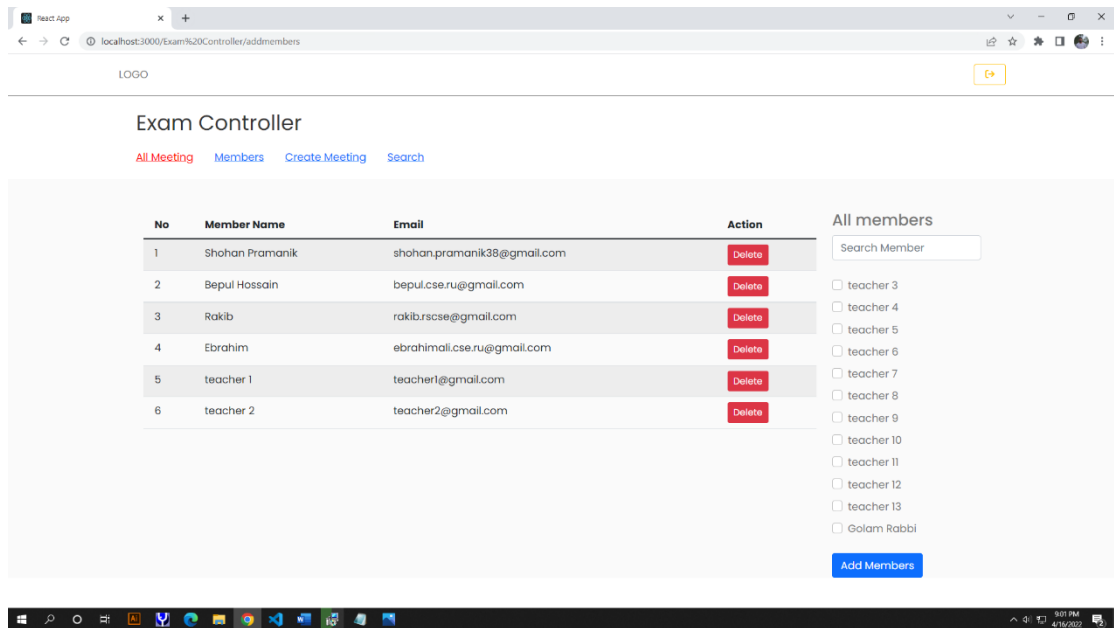 React App
localhost:3000/Exam%20Controller/addmembers
LOGO
Exam Controller
All Meeting Members Create Meeting Search
No Member Name Email Action
1 Shohan Pramanik shohan.pramanik38@gmail.com Delete
2 Bepul Hossain bepul.cse.ru@gmail.com Delete
3 Rakib rakib.rscse@gmail.com Delete
4 Ebrahim ebrahimali.cse.ru@gmail.com Delete
5 teacher 1 teacher1@gmail.com Delete
6 teacher 2 teacher2@gmail.com Delete
All members
Search Member
teacher 3
teacher 4
teacher 5
teacher 6
teacher 7
teacher 8
teacher 9
teacher 10
teacher 11
teacher 12
teacher 13
Golam Rabbi
Add Members
Ai
9:01 PM
4/16/2022